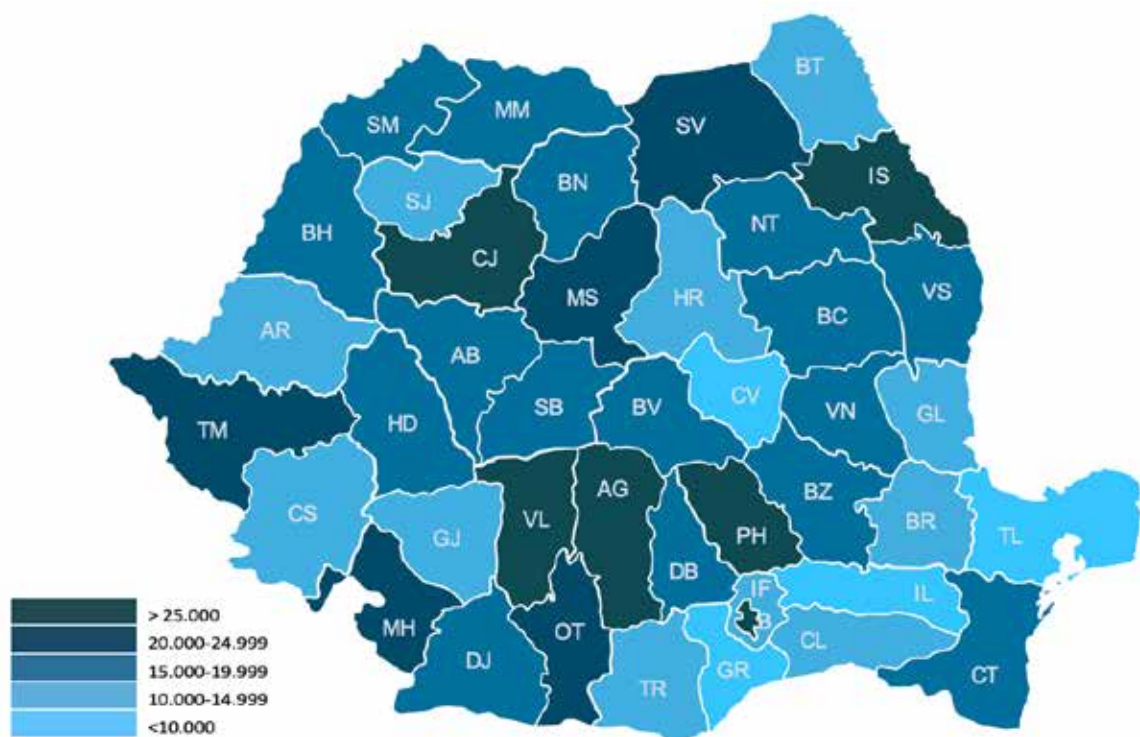 BT
SV
MM
SM
IS
BN
SJ
NT
BH
CJ
VS
MS
HR
BC
AR
AB
CV
SB
BV
VN
GL
HD
TM
AG
BZ
VL
CS
BR
PH
GJ
TL
DB
IF
IL
B
MH
OT
CL
DJ
GR
CT
TR
> 25.000
20.000-24.999
15.000-19.999
10.000-14.999
<10.000